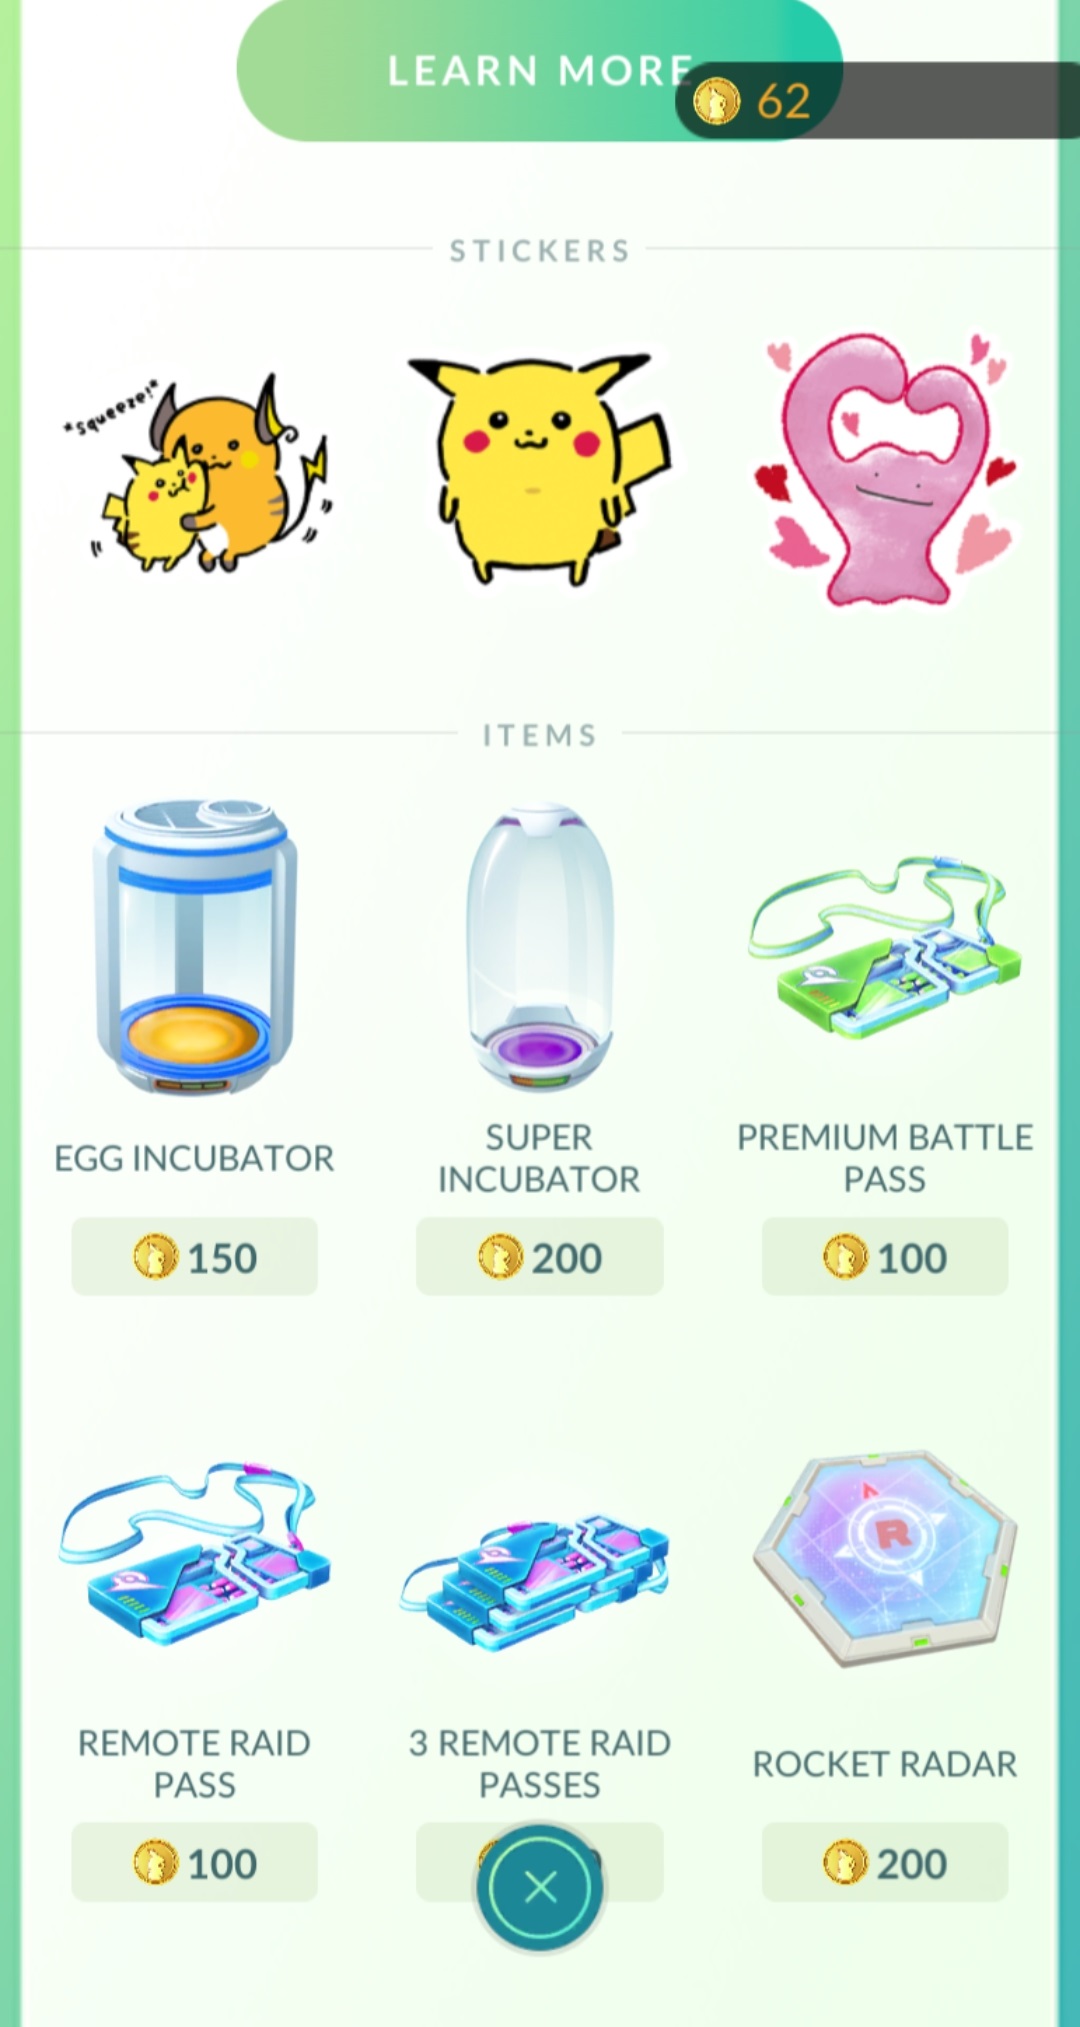 LEARN MORE
62
STICKERS
*squeeze!*
ITEMS
EGG INCUBATOR
SUPER
INCUBATOR
PREMIUM BATTLE
PASS
150
200
100
REMOTE RAID
PASS
3 REMOTE RAID
PASSES
ROCKET RADAR
R
100
200